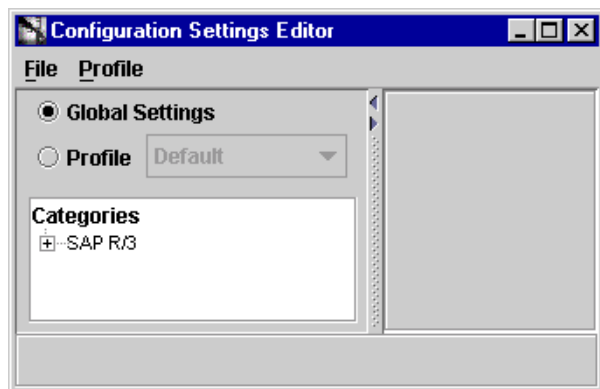 Configuration Settings Editor
File Profile
Global Settings
Profile Default
Categories
SAP R/3